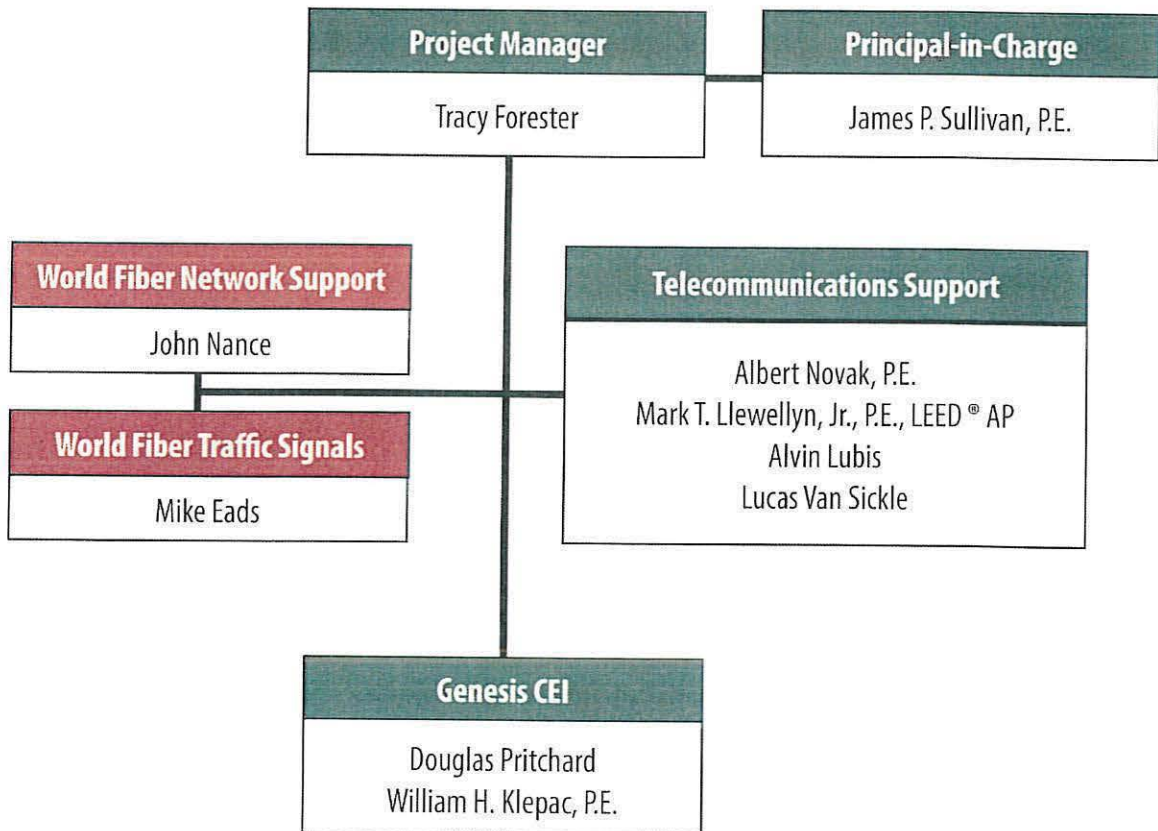 Project Manager
Tracy Forester
Principal-in-Charge
James P. Sullivan, P.E.
World Fiber Network Support
John Nance
World Fiber Traffic Signals
Mike Eads
Telecommunications Support
Albert Novak, P.E.
Mark T. Llewellyn, Jr., P.E., LEED ® AP
Alvin Lubis
Lucas Van Sickle
Genesis CEI
Douglas Pritchard
William H. Klepac, P.E.